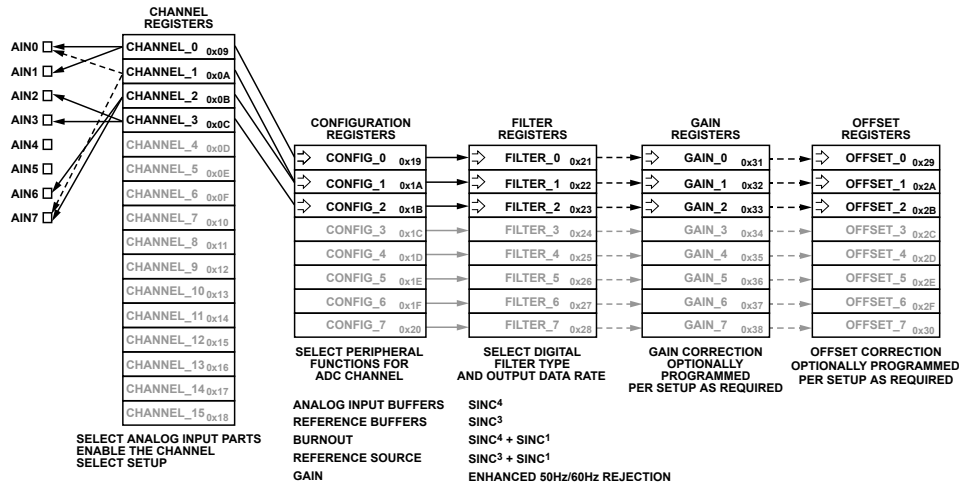 CHANNEL
REGISTERS
AIN0
AIN1
AIN2
AIN3
AIN4
AIN5
AIN6
AIN7
CHANNEL_0 0x09
CHANNEL_1 0x0A
CHANNEL_2 0x0B
CHANNEL_3 0x0C
CHANNEL_4 0x0D
CHANNEL_5 0x0E
CHANNEL_6 0x0F
CHANNEL_7 0x10
CHANNEL_8 0x11
CHANNEL_9 0x12
CHANNEL_10 0x13
CHANNEL_11 0x14
CHANNEL_12 0x15
CHANNEL_13 0x16
CHANNEL_14 0x17
CHANNEL_15 0x18
SELECT ANALOG INPUT PARTS
ENABLE THE CHANNEL
SELECT SETUP
CONFIGURATION
REGISTERS
CONFIG_0 0x19
CONFIG_1 0x1A
CONFIG_2 0x1B
CONFIG_3 0x1C
CONFIG_4 0x1D
CONFIG_5 0x1E
CONFIG_6 0x1F
CONFIG_7 0x20
SELECT PERIPHERAL
FUNCTIONS FOR
ADC CHANNEL
ANALOG INPUT BUFFERS
REFERENCE BUFFERS
BURNOUT
REFERENCE SOURCE
GAIN
FILTER
REGISTERS
FILTER_0 0x21
FILTER_1 0x22
FILTER_2 0x23
FILTER_3 0x24
FILTER_4 0x25
FILTER_5 0x26
FILTER_6 0x27
FILTER_7 0x28
SELECT DIGITAL
FILTER TYPE
AND OUTPUT DATA RATE
SINC⁴
SINC³
SINC⁴ + SINC¹
SINC³ + SINC¹
ENHANCED 50Hz/60Hz REJECTION
GAIN
REGISTERS
GAIN_0 0x31
GAIN_1 0x32
GAIN_2 0x33
GAIN_3 0x34
GAIN_4 0x35
GAIN_5 0x36
GAIN_6 0x37
GAIN_7 0x38
GAIN CORRECTION
OPTIONALLY
PROGRAMMED
PER SETUP AS REQUIRED
OFFSET
REGISTERS
OFFSET_0 0x29
OFFSET_1 0x2A
OFFSET_2 0x2B
OFFSET_3 0x2C
OFFSET_4 0x2D
OFFSET_5 0x2E
OFFSET_6 0x2F
OFFSET_7 0x30
OFFSET CORRECTION
OPTIONALLY PROGRAMMED
PER SETUP AS REQUIRED